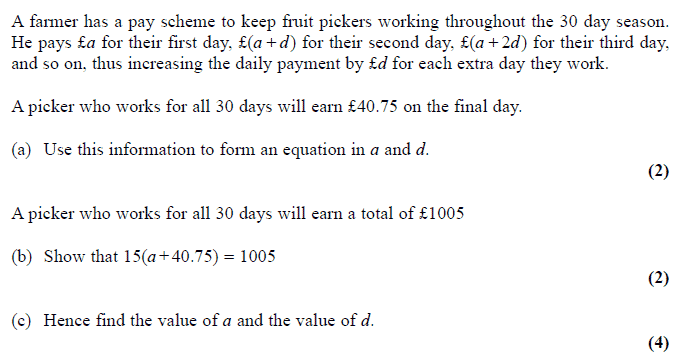 A farmer has a pay scheme to keep fruit pickers working throughout the 30 day season.
He pays £a for their first day, £(a + d) for their second day, £(a + 2d) for their third day,
and so on, thus increasing the daily payment by £d for each extra day they work.
A picker who works for all 30 days will earn £40.75 on the final day.
(a) Use this information to form an equation in a and d.
(2)
A picker who works for all 30 days will earn a total of £1005
(b) Show that 15(a + 40.75) = 1005
(2)
(c) Hence find the value of a and the value of d.
(4)